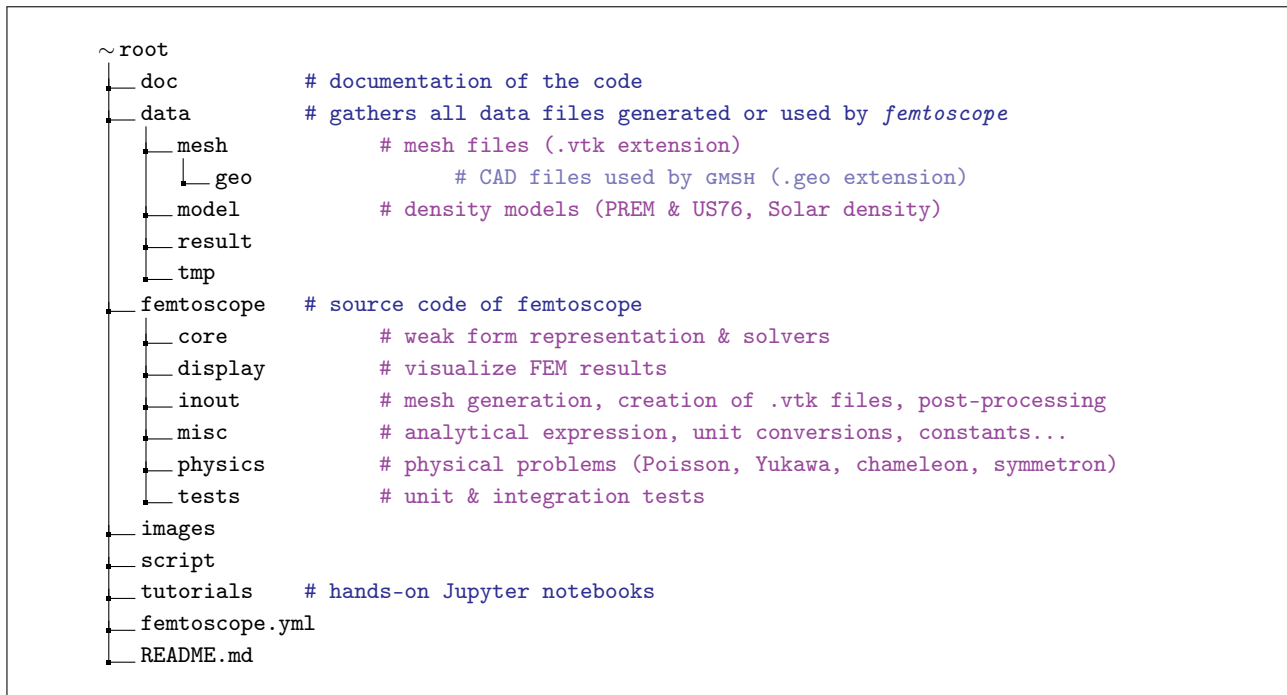 ~ root
doc # documentation of the code
data # gathers all data files generated or used by femtoscope
mesh # mesh files (.vtk extension)
geo # CAD files used by GMSH (.geo extension)
model # density models (PREM & US76, Solar density)
result
tmp
femtoscope # source code of femtoscope
core # weak form representation & solvers
display # visualize FEM results
inout # mesh generation, creation of .vtk files, post-processing
misc # analytical expression, unit conversions, constants...
physics # physical problems (Poisson, Yukawa, chameleon, symmetron)
tests # unit & integration tests
images
script
tutorials # hands-on Jupyter notebooks
femtoscope.yml
README.md